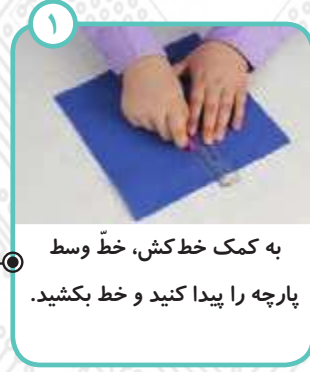 ۱
به کمک خط‌کش، خطّ وسط
پارچه را پیدا کنید و خط بکشید.